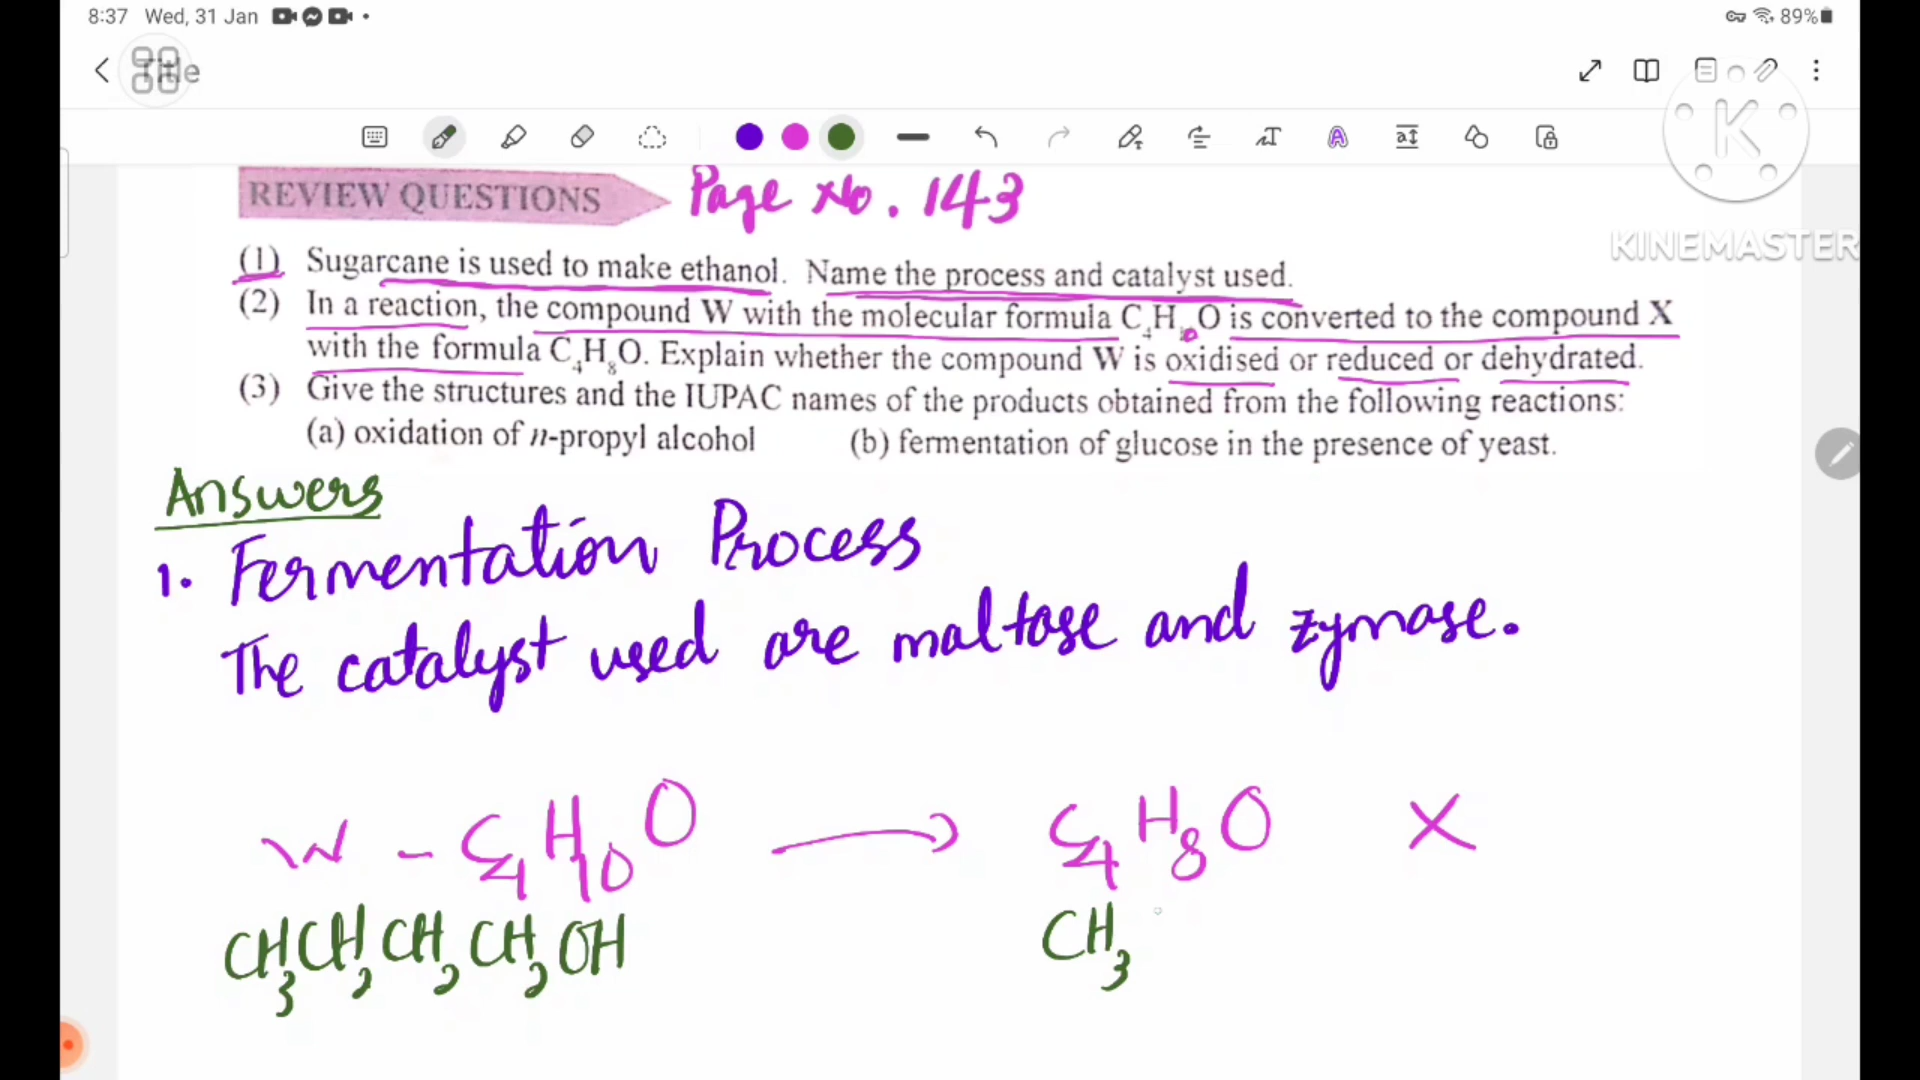 8:37 Wed, 31 Jan
89%
Title
K
KINEMASTER
REVIEW QUESTIONS Page No. 143
(1) Sugarcane is used to make ethanol. Name the process and catalyst used.
(2) In a reaction, the compound W with the molecular formula C₄H₁₀O is converted to the compound X
with the formula C₄H₈O. Explain whether the compound W is oxidised or reduced or dehydrated.
(3) Give the structures and the IUPAC names of the products obtained from the following reactions:
(a) oxidation of n-propyl alcohol (b) fermentation of glucose in the presence of yeast.
Answers
1. Fermentation Process
The catalyst used are maltase and zymase.
W - C₄H₁₀O → C₄H₈O X
CH₃CH₂CH₂CH₂OH CH₃